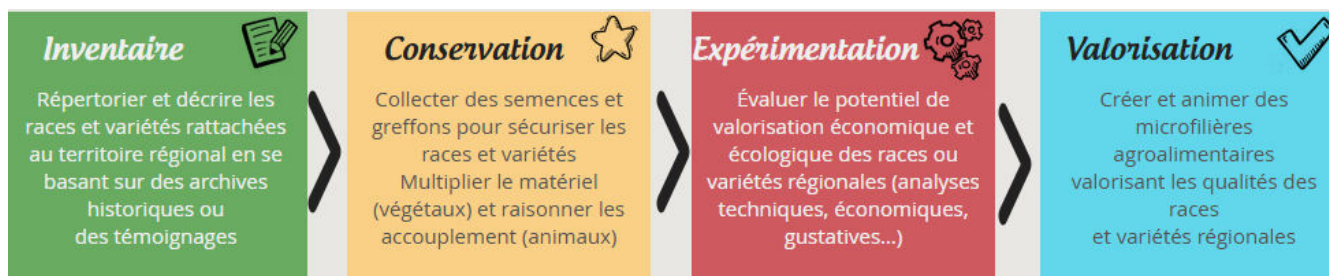 Inventaire
Répertorier et décrire les
races et variétés rattachées
au territoire régional en se
basant sur des archives
historiques ou
des témoignages
Conservation
Collecter des semences et
greffons pour sécuriser les
races et variétés
Multiplier le matériel
(végétaux) et raisonner les
accouplement (animaux)
Expérimentation
Évaluer le potentiel de
valorisation économique et
écologique des races ou
variétés régionales (analyses
techniques, économiques,
gustatives...)
Valorisation
Créer et animer des
microfilières
agroalimentaires
valorisant les qualités des
races
et variétés régionales